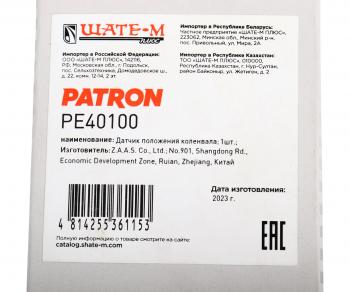 ШАТЕ-М
ПЛЮС
Импортер в Российской Федерации:
ООО «ШАТЕ-М ПЛЮС», 142116,
РФ, Московская обл., г. Подольск,
пос. Сельхозтехника, Домодедовское ш.,
д. 22, комн. 12-14, 2 эт.
Импортер в Республике Беларусь:
Частное предприятие «ШАТЕ-М ПЛЮС»,
223062, Минская обл., Минский р-н,
пос. Привольный, ул. Мира, 2А
Импортер в Республике Казахстан:
ТОО «ШАТЕ-М ПЛЮС», 010000,
Республика Казахстан, г. Нур-Султан,
район Байконыр, ул. Жетиген, д. 2
PATRON
PE40100
наименование: Датчик положения коленвала; 1шт.;
Изготовитель: Z.A.A.S. Co., Ltd.; No.901, Shangdong Rd.,
Economic Development Zone, Ruian, Zhejiang, Китай
Дата изготовления:
2023 г.
4 814255 361153
EAC
Полную информацию о товаре смотрите на
catalog.shate-m.com